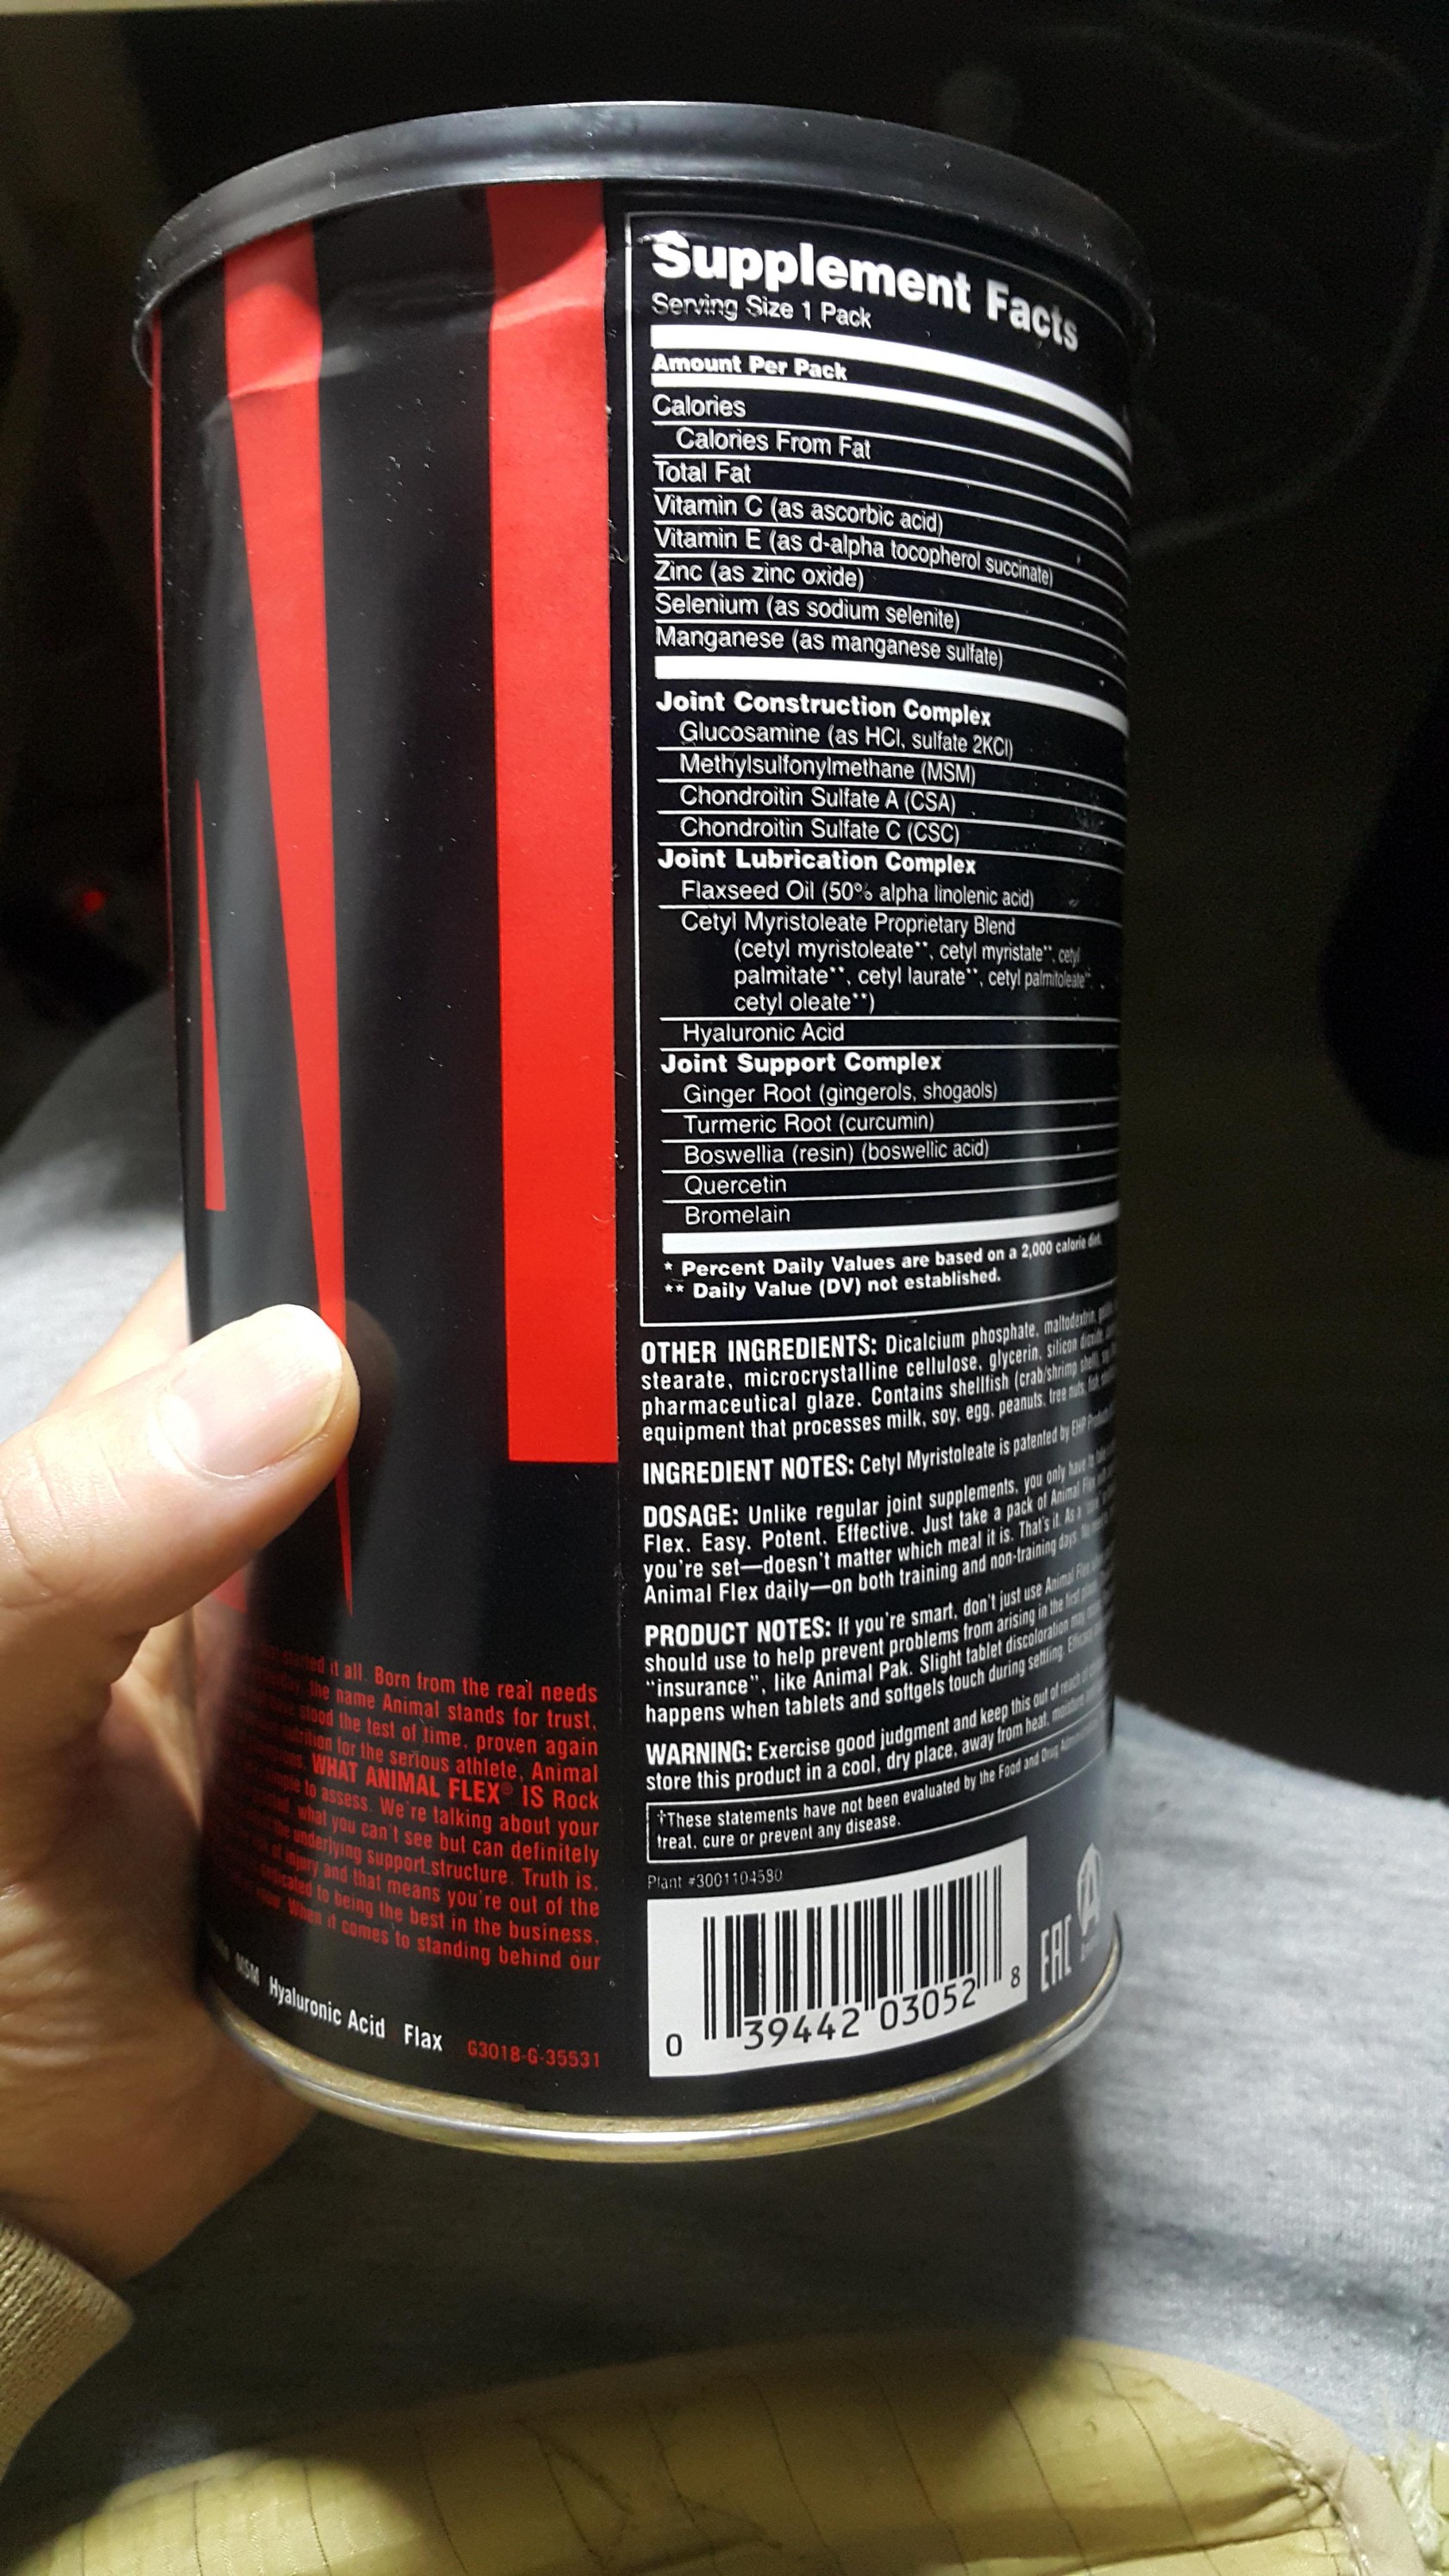 Supplement Facts
Serving Size 1 Pack
Amount Per Pack
Calories
Calories From Fat
Total Fat
Vitamin C (as ascorbic acid)
Vitamin E (as d-alpha tocopherol succinate)
Zinc (as zinc oxide)
Selenium (as sodium selenite)
Manganese (as manganese sulfate)
Joint Construction Complex
Glucosamine (as HCl, sulfate 2KCl)
Methylsulfonylmethane (MSM)
Chondroitin Sulfate A (CSA)
Chondroitin Sulfate C (CSC)
Joint Lubrication Complex
Flaxseed Oil (50% alpha linolenic acid)
Cetyl Myristoleate Proprietary Blend
(cetyl myristoleate**, cetyl myristate**, cetyl
palmitate**, cetyl laurate**, cetyl palmitoleate**,
cetyl oleate**)
Hyaluronic Acid
Joint Support Complex
Ginger Root (gingerols, shogaols)
Turmeric Root (curcumin)
Boswellia (resin) (boswellic acid)
Quercetin
Bromelain
* Percent Daily Values are based on a 2,000 calorie diet.
** Daily Value (DV) not established.
OTHER INGREDIENTS: Dicalcium phosphate, maltodextrin,
stearate, microcrystalline cellulose, glycerin, silicon dioxide,
pharmaceutical glaze. Contains shellfish (crab/shrimp shell),
equipment that processes milk, soy, egg, peanuts, tree nuts, fish
INGREDIENT NOTES: Cetyl Myristoleate is patented by EHP Products
DOSAGE: Unlike regular joint supplements, you only have to take
Flex. Easy. Potent. Effective. Just take a pack of Animal Flex with
you're set—doesn't matter which meal it is. That's it. As a
Animal Flex daily—on both training and non-training days.
PRODUCT NOTES: If you're smart, don't just use Animal Flex
should use to help prevent problems from arising in the first place.
"insurance", like Animal Pak. Slight tablet discoloration may
happens when tablets and softgels touch during settling.
WARNING: Exercise good judgment and keep this out of reach of
store this product in a cool, dry place, away from heat, moisture
†These statements have not been evaluated by the Food and Drug
treat, cure or prevent any disease.
Plant #3001104580
0 39442 03052 8
EAC
started it all. Born from the real needs
the name Animal stands for trust,
stood the test of time, proven again
nutrition for the serious athlete, Animal
WHAT ANIMAL FLEX® IS Rock
to assess. We're talking about your
what you can't see but can definitely
the underlying support structure. Truth is,
of injury and that means you're out of the
dedicated to being the best in the business.
When it comes to standing behind our
MSM Hyaluronic Acid Flax
G3018-G-35531